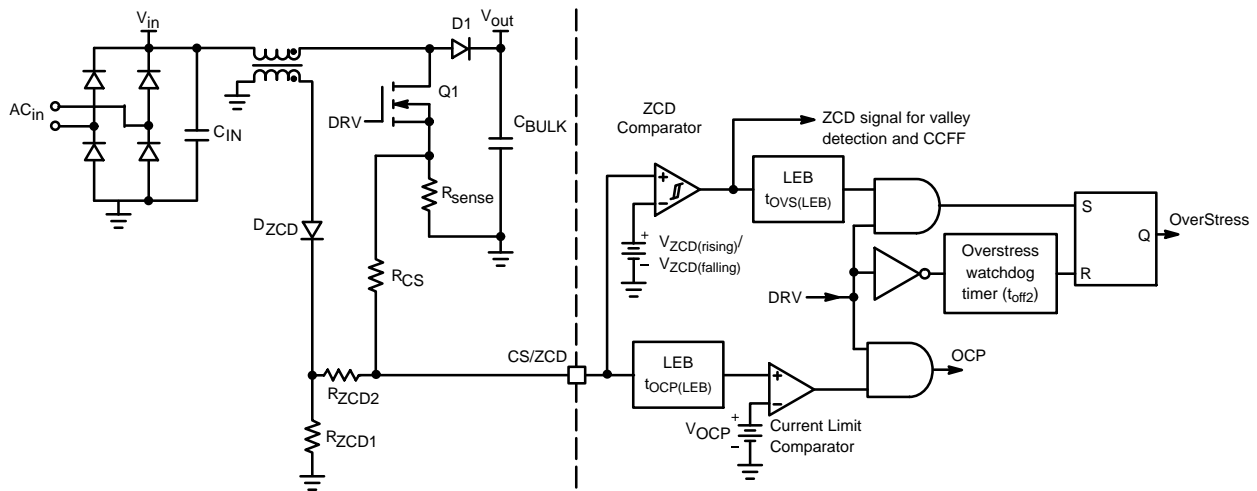 V_in
D1
V_out
AC_in
C_IN
Q1
DRV
C_BULK
R_sense
D_ZCD
R_CS
R_ZCD2
R_ZCD1
CS/ZCD
ZCD
Comparator
ZCD signal for valley
detection and CCFF
+
−
LEB
t_OVS(LEB)
+
−
V_ZCD(rising)/
V_ZCD(falling)
S
Q
R
OverStress
Overstress
watchdog
timer (t_off2)
DRV
LEB
t_OCP(LEB)
+
−
OCP
V_OCP
+
−
Current Limit
Comparator